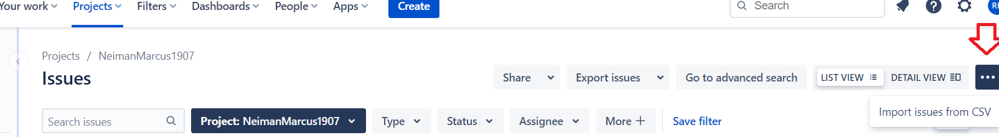 Your work Projects Filters Dashboards People Apps Create Search
Projects / NeimanMarcus1907
Issues
Share Export issues Go to advanced search LIST VIEW DETAIL VIEW
Import issues from CSV
Search issues Project: NeimanMarcus1907 Type Status Assignee More + Save filter